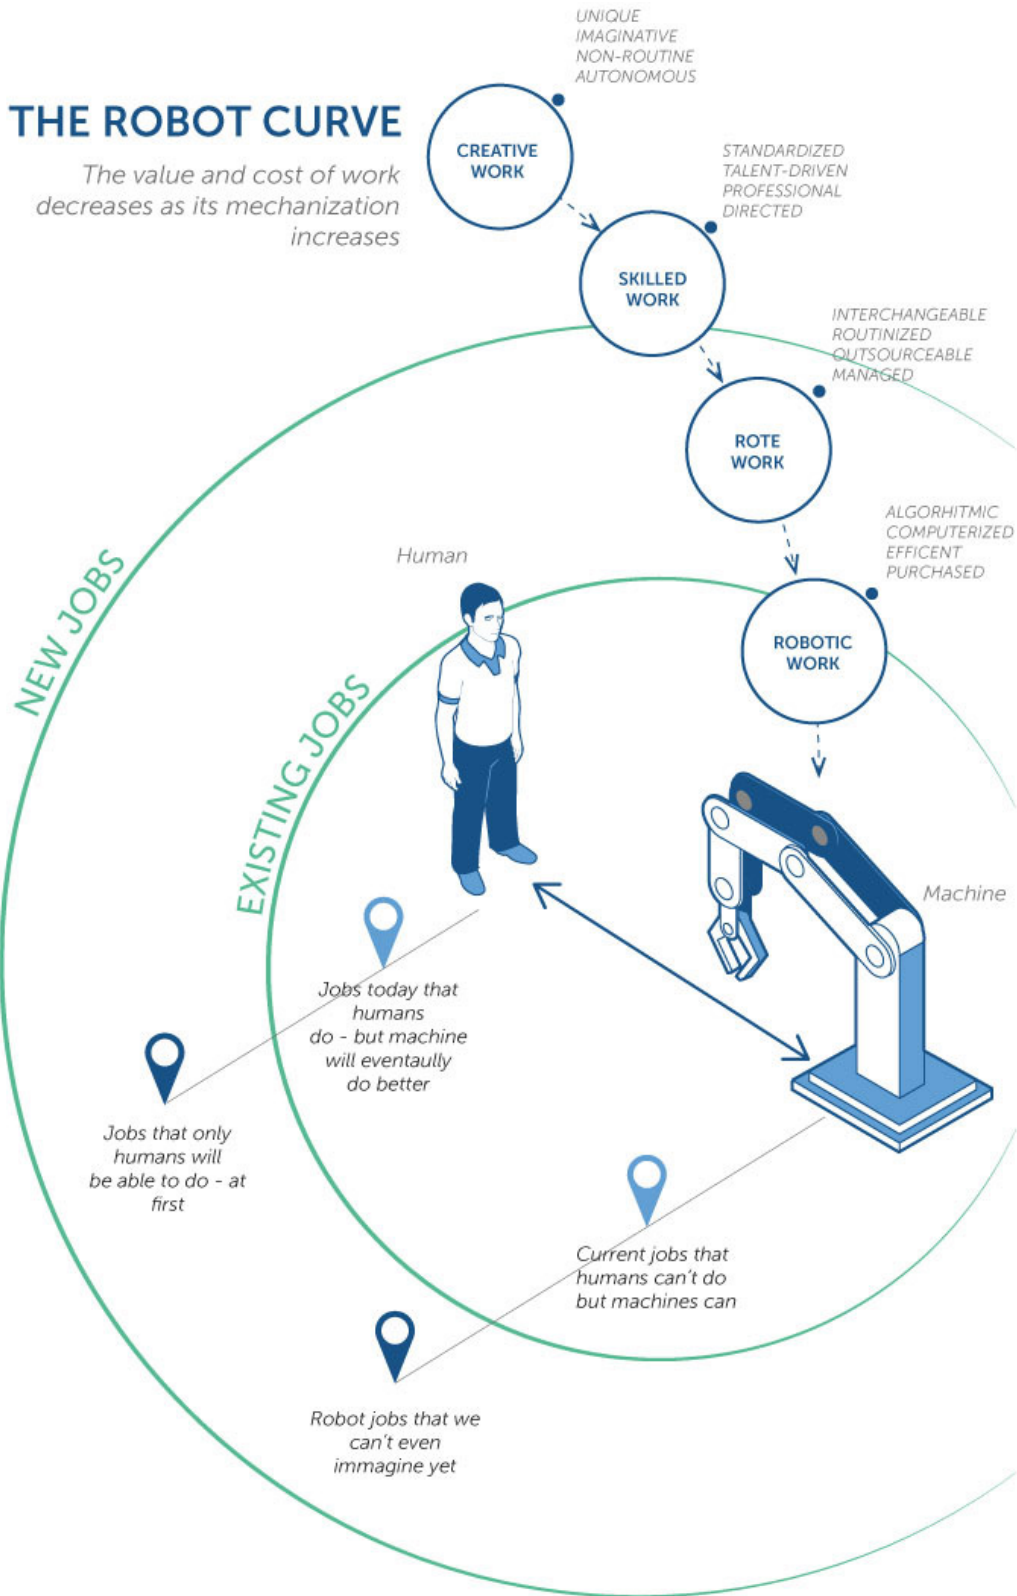 UNIQUE
IMAGINATIVE
NON-ROUTINE
AUTONOMOUS
THE ROBOT CURVE
The value and cost of work
decreases as its mechanization
increases
CREATIVE
WORK
STANDARDIZED
TALENT-DRIVEN
PROFESSIONAL
DIRECTED
SKILLED
WORK
INTERCHANGEABLE
ROUTINIZED
OUTSOURCEABLE
MANAGED
ROTE
WORK
ALGORHITMIC
COMPUTERIZED
EFFICENT
PURCHASED
ROBOTIC
WORK
Human
NEW JOBS
EXISTING JOBS
Machine
Jobs today that
humans
do - but machine
will eventaully
do better
Jobs that only
humans will
be able to do - at
first
Current jobs that
humans can't do
but machines can
Robot jobs that we
can't even
immagine yet